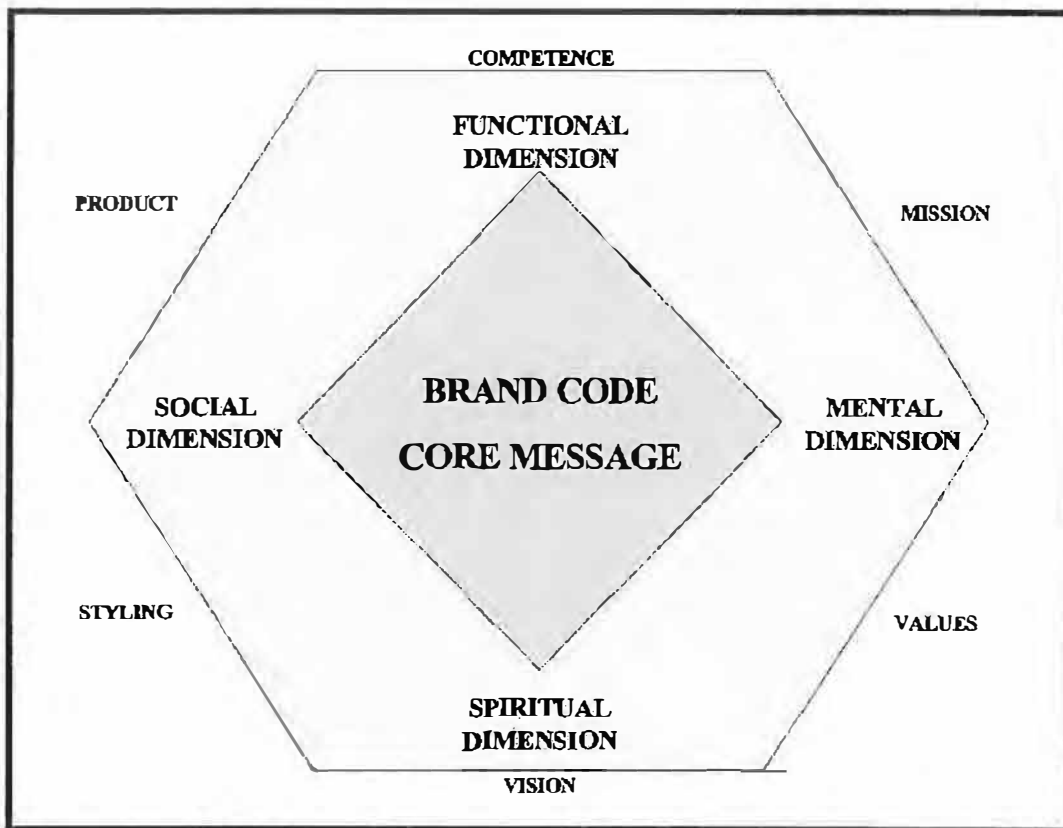 COMPETENCE
FUNCTIONAL
DIMENSION
PRODUCT
MISSION
BRAND CODE
CORE MESSAGE
SOCIAL
DIMENSION
MENTAL
DIMENSION
STYLING
VALUES
SPIRITUAL
DIMENSION
VISION